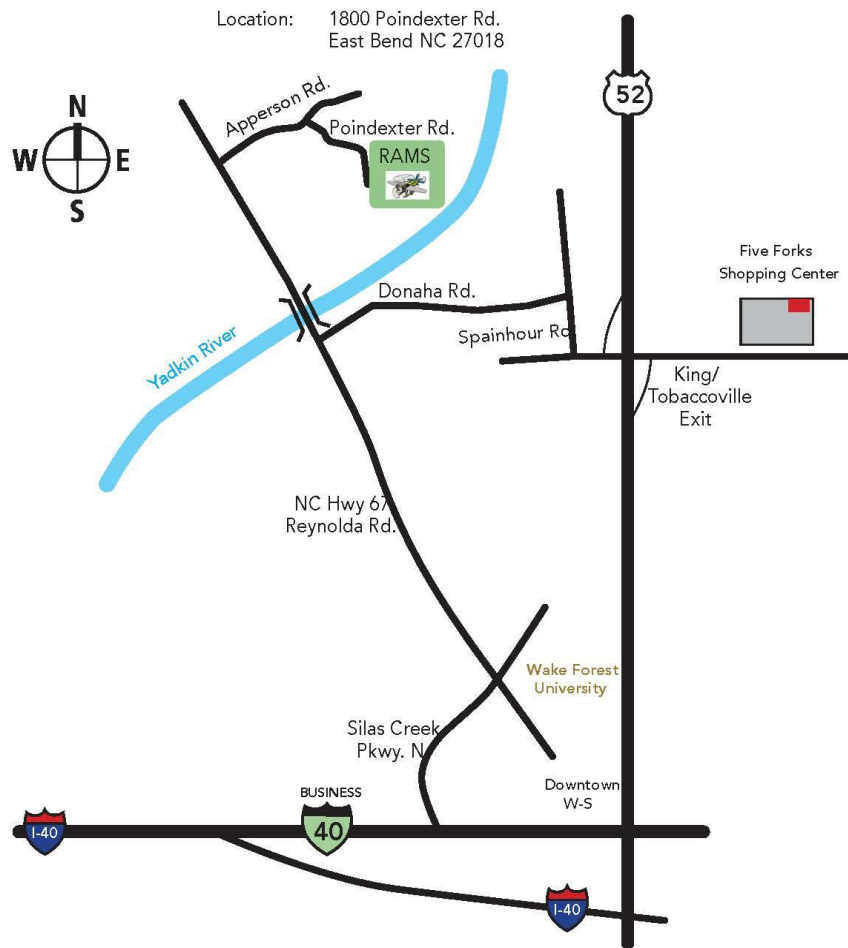 Location: 1800 Poindexter Rd.
East Bend NC 27018
52
N
W E
S
Apperson Rd.
Poindexter Rd.
RAMS
Five Forks
Shopping Center
Donaha Rd.
Spainhour Rd
Yadkin River
King/
Tobaccoville
Exit
NC Hwy 67
Reynolda Rd.
Wake Forest
University
Silas Creek
Pkwy. N
Downtown
W-S
BUSINESS
40
I-40
I-40